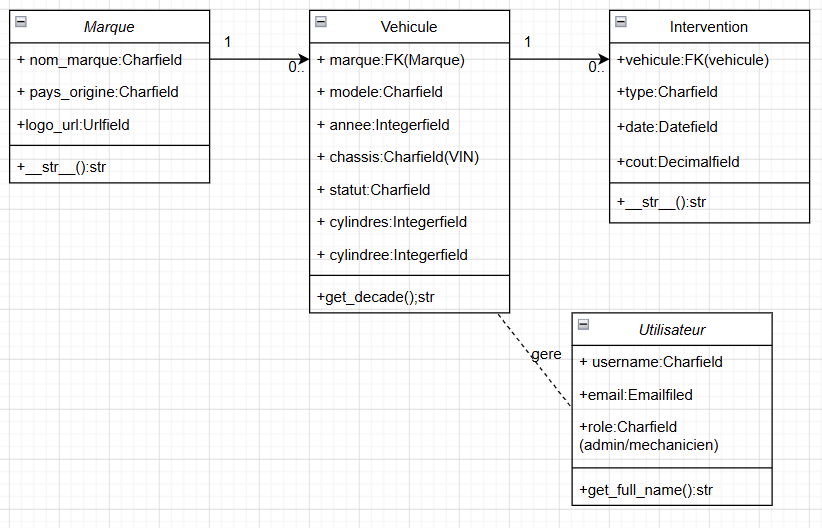 Marque
+ nom_marque:Charfield
+ pays_origine:Charfield
+logo_url:Urlfield
+__str__():str
1
0..
Vehicule
+ marque:FK(Marque)
+ modele:Charfield
+ annee:Integerfield
+ chassis:Charfield(VIN)
+ statut:Charfield
+ cylindres:Integerfield
+ cylindree:Integerfield
+get_decade();str
1
0..
Intervention
+vehicule:FK(vehicule)
+type:Charfield
+date:Datefield
+cout:Decimalfield
+__str__():str
gere
Utilisateur
+ username:Charfield
+email:Emailfiled
+role:Charfield
(admin/mechanicien)
+get_full_name():str